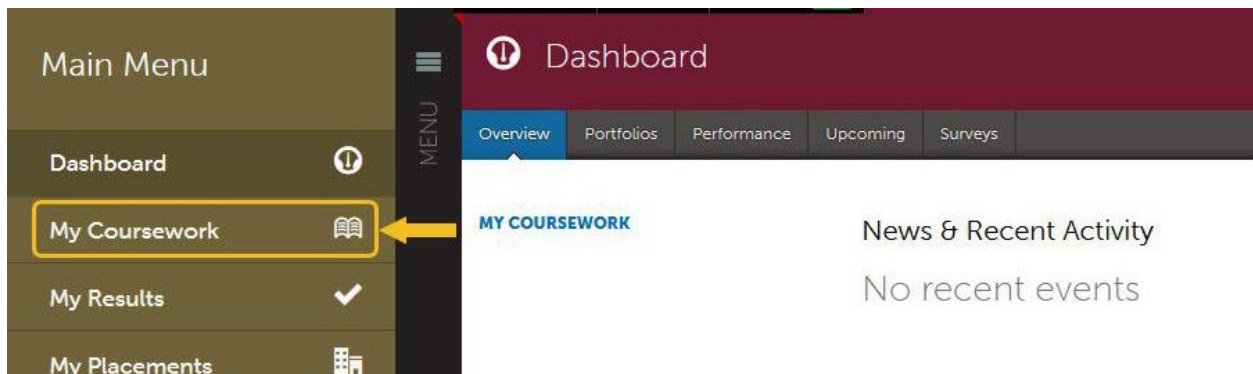 Main Menu
Dashboard
My Coursework
My Results
My Placements
MENU
Dashboard
Overview Portfolios Performance Upcoming Surveys
MY COURSEWORK
News & Recent Activity
No recent events